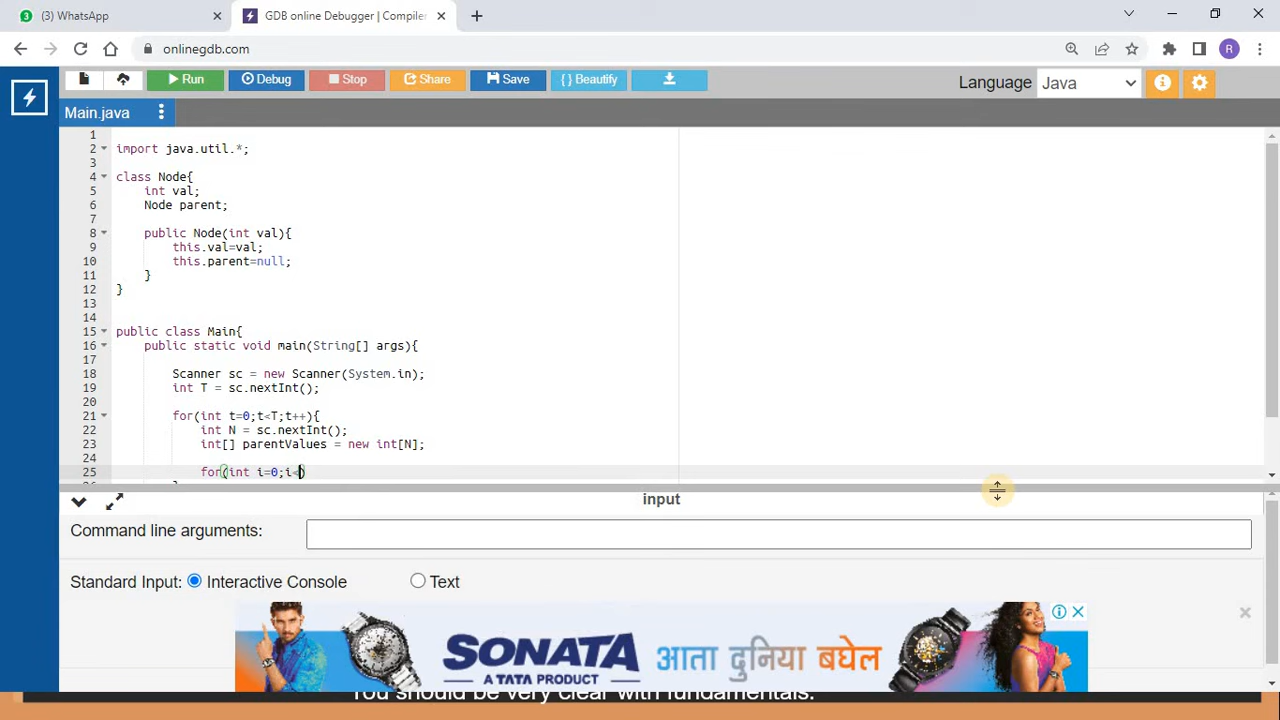 (3) WhatsApp
GDB online Debugger | Compiler
onlinegdb.com
R
Run
Debug
Stop
Share
Save
{ } Beautify
Language
Java
Main.java
1
2 import java.util.*;
3
4 class Node{
5 int val;
6 Node parent;
7
8 public Node(int val){
9 this.val=val;
10 this.parent=null;
11 }
12 }
13
14
15 public class Main{
16 public static void main(String[] args){
17
18 Scanner sc = new Scanner(System.in);
19 int T = sc.nextInt();
20
21 for(int t=0;t<T;t++){
22 int N = sc.nextInt();
23 int[] parentValues = new int[N];
24
25 for(int i=0;i<)
input
Command line arguments:
Standard Input: Interactive Console Text
SONATA
A TATA PRODUCT
आता दुनिया बघेल
You should be very clear with fundamentals.